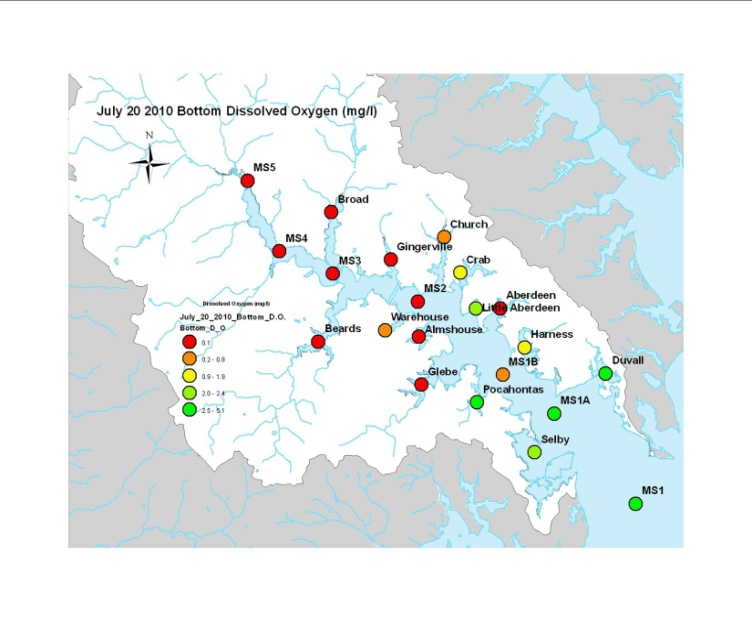 July 20 2010 Bottom Dissolved Oxygen (mg/l)
N
MS5
Broad
Church
MS4
Gingerville
MS3
Crab
MS2
Aberdeen
Little Aberdeen
Dissolved Oxygen (mg/l)
July_20_2010_Bottom_D.O.
Bottom_D_O
0.1
0.2 - 0.8
0.9 - 1.9
2.0 - 2.4
2.5 - 5.1
Warehouse
Beards
Almshouse
Harness
MS1B
Duvall
Glebe
Pocahontas
MS1A
Selby
MS1